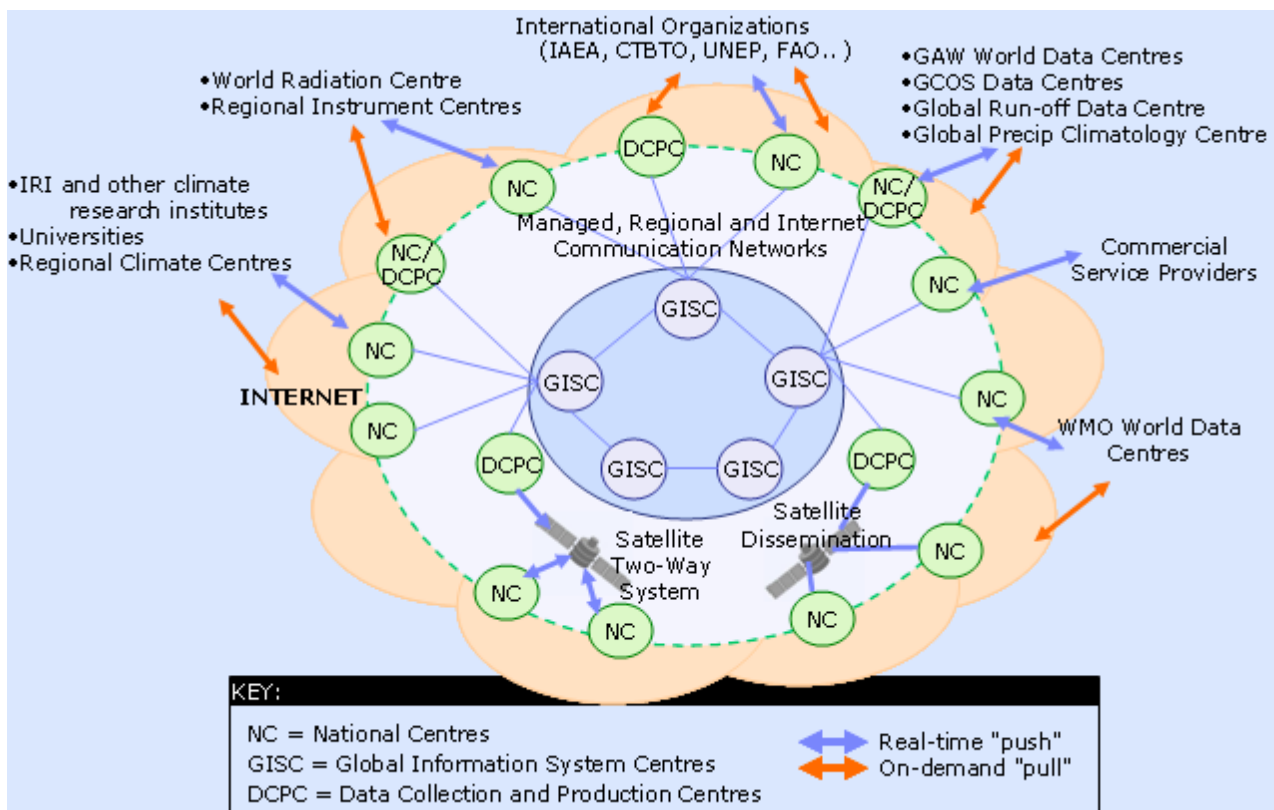 International Organizations
(IAEA, CTBTO, UNEP, FAO..)
•World Radiation Centre
•Regional Instrument Centres
•GAW World Data Centres
•GCOS Data Centres
•Global Run-off Data Centre
•Global Precip Climatology Centre
•IRI and other climate
research institutes
•Universities
•Regional Climate Centres
DCPC
NC
NC
NC/
DCPC
Managed, Regional and Internet
Communication Networks
NC/
DCPC
Commercial
Service Providers
NC
GISC
NC
INTERNET
GISC
GISC
NC
NC
WMO World Data
Centres
DCPC
GISC
GISC
DCPC
Satellite
Two-Way
System
Satellite
Dissemination
NC
NC
NC
NC
KEY:
NC = National Centres
GISC = Global Information System Centres
DCPC = Data Collection and Production Centres
Real-time "push"
On-demand "pull"